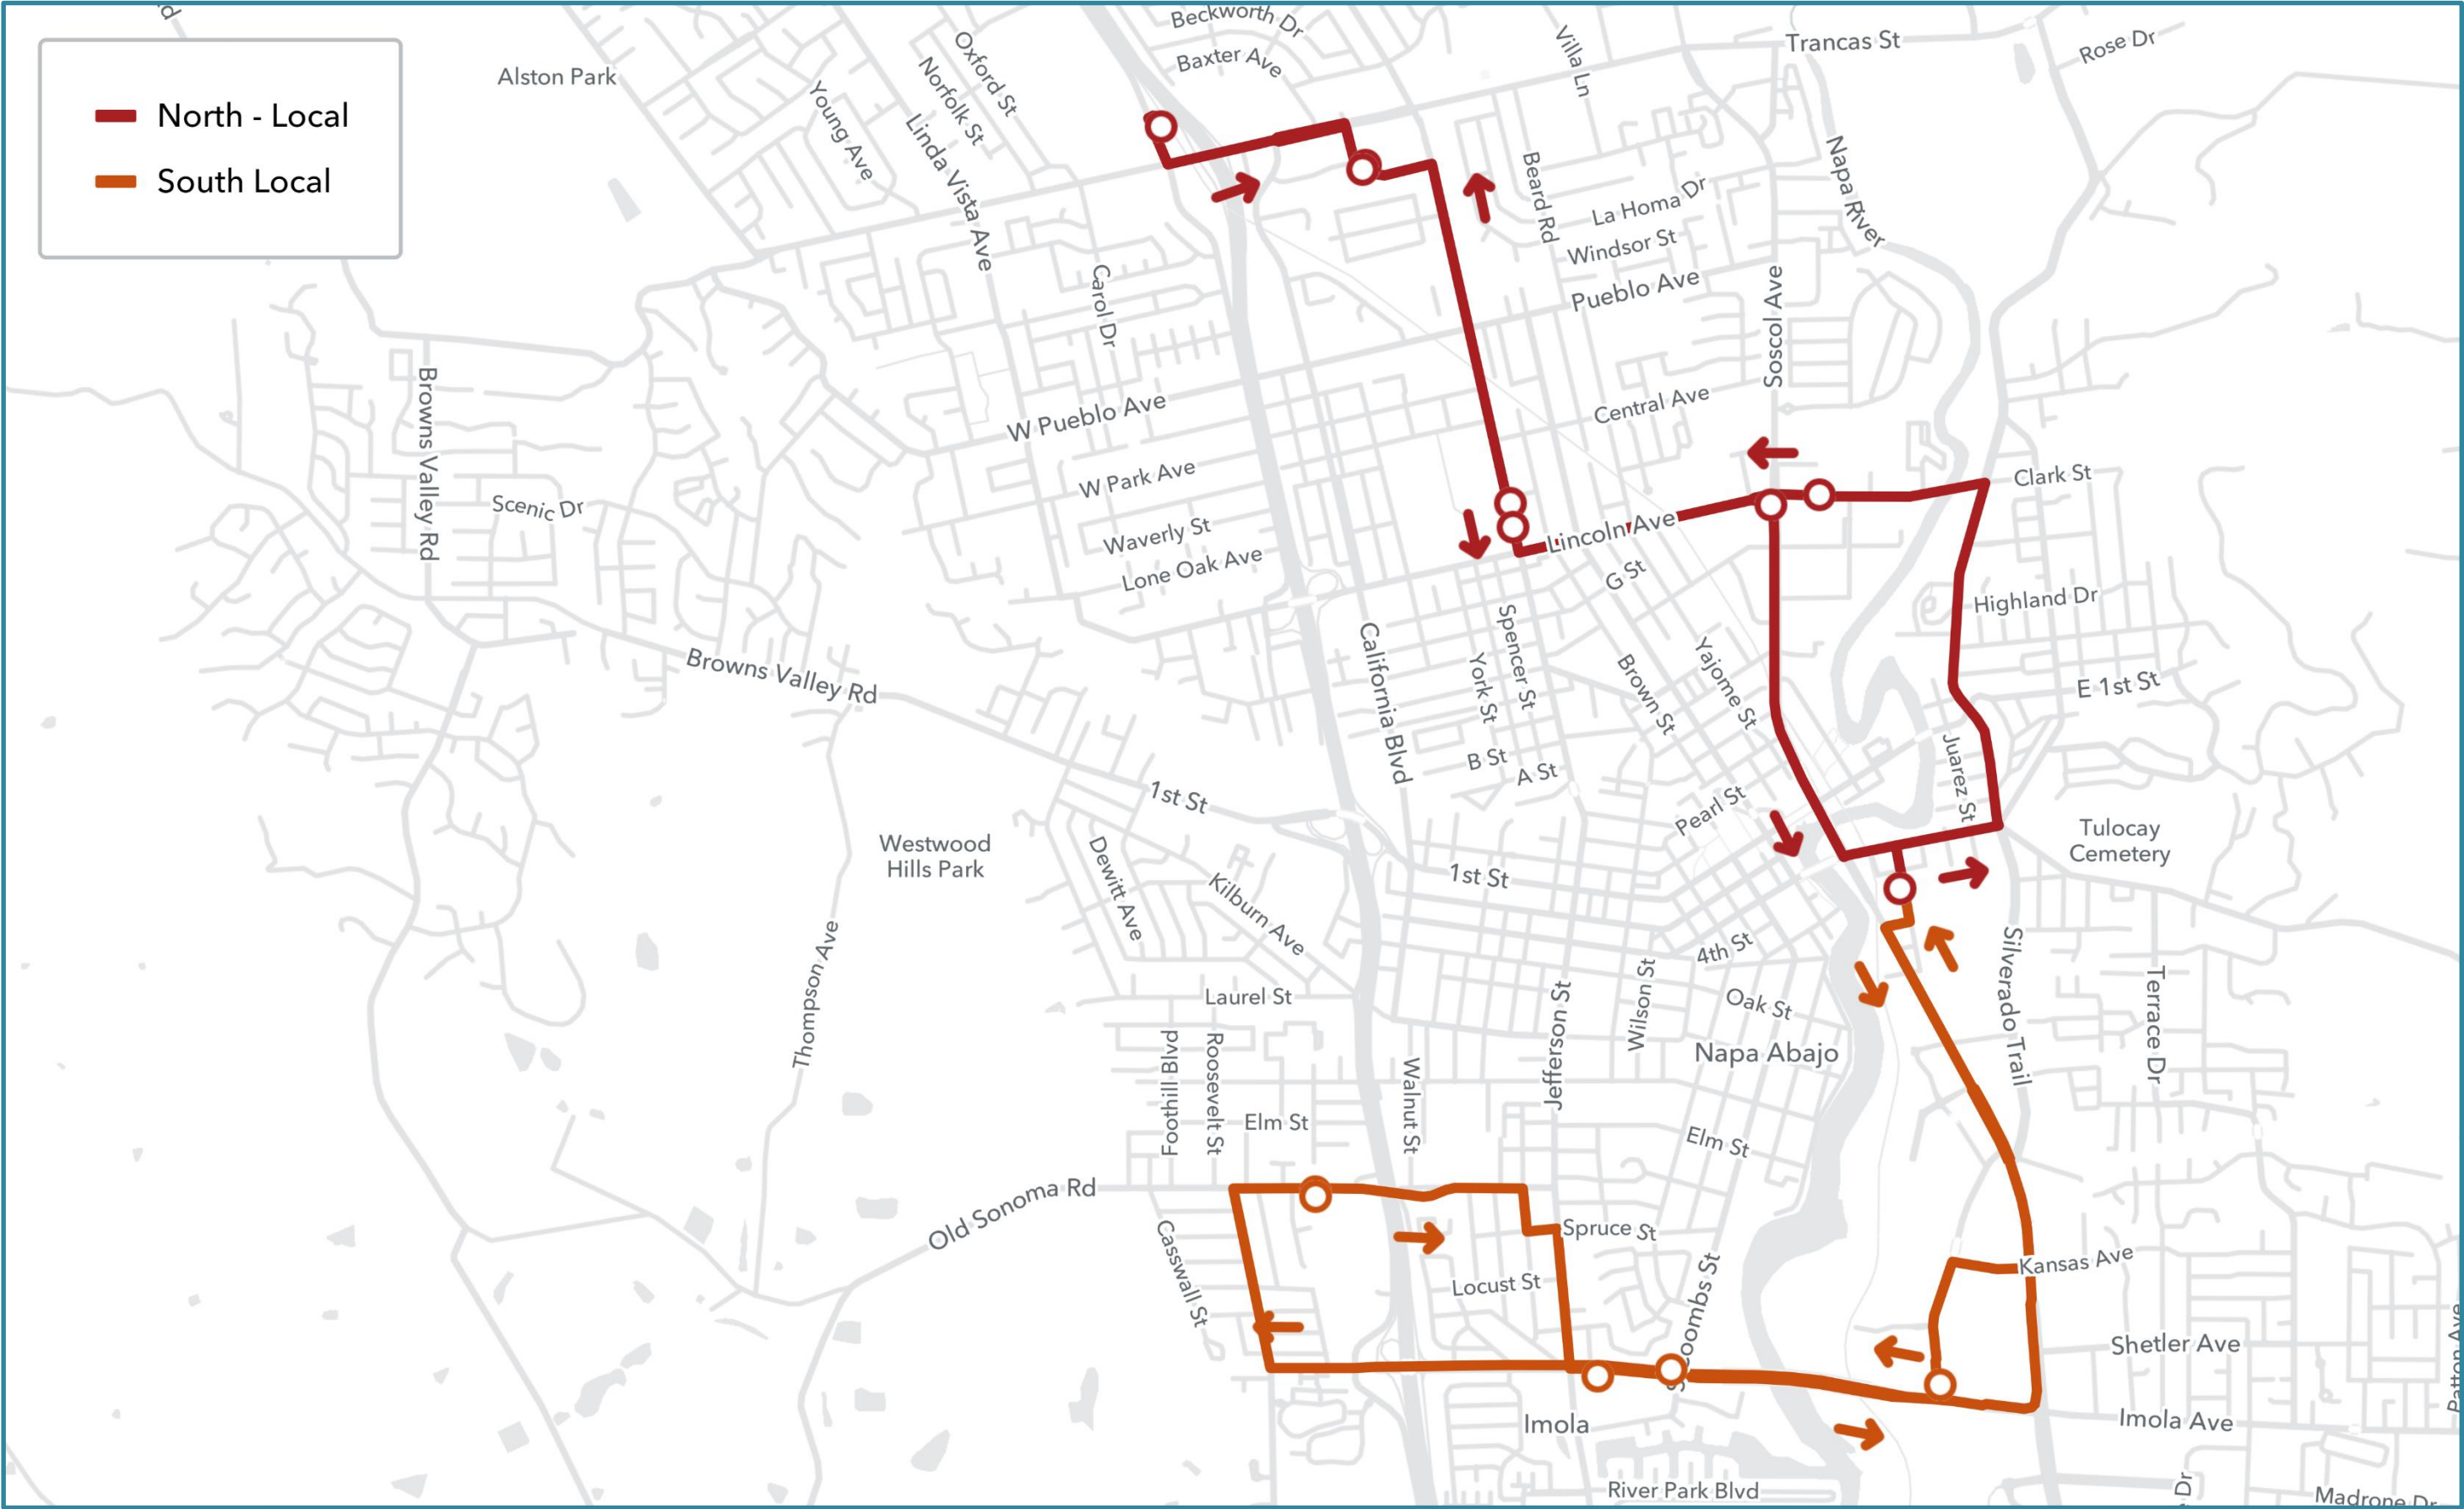 North - Local
South Local
Alston Park
Young Ave
Oxford St
Norfolk St
Linda Vista Ave
Carol Dr
Beckworth Dr
Baxter Ave
Villa Ln
Trancas St
Rose Dr
Napa River
Beard Rd
La Homa Dr
Windsor St
Pueblo Ave
Soscol Ave
Central Ave
Clark St
Browns Valley Rd
Scenic Dr
W Pueblo Ave
W Park Ave
Waverly St
Lone Oak Ave
Lincoln Ave
G St
Highland Dr
E 1st St
Browns Valley Rd
California Blvd
York St
Spencer St
Brown St
Yajome St
B St
A St
Pearl St
Juarez St
Tulocay
Cemetery
1st St
Westwood
Hills Park
Dewitt Ave
Kilburn Ave
1st St
4th St
Thompson Ave
Laurel St
Foothill Blvd
Roosevelt St
Elm St
Walnut St
Jefferson St
Wilson St
Oak St
Napa Abajo
Elm St
Silverado Trail
Terrace Dr
Old Sonoma Rd
Casswall St
Spruce St
Locust St
Kansas Ave
Shetler Ave
Imola Ave
Imola
River Park Blvd
Patton Ave
Dr
Madrone Dr